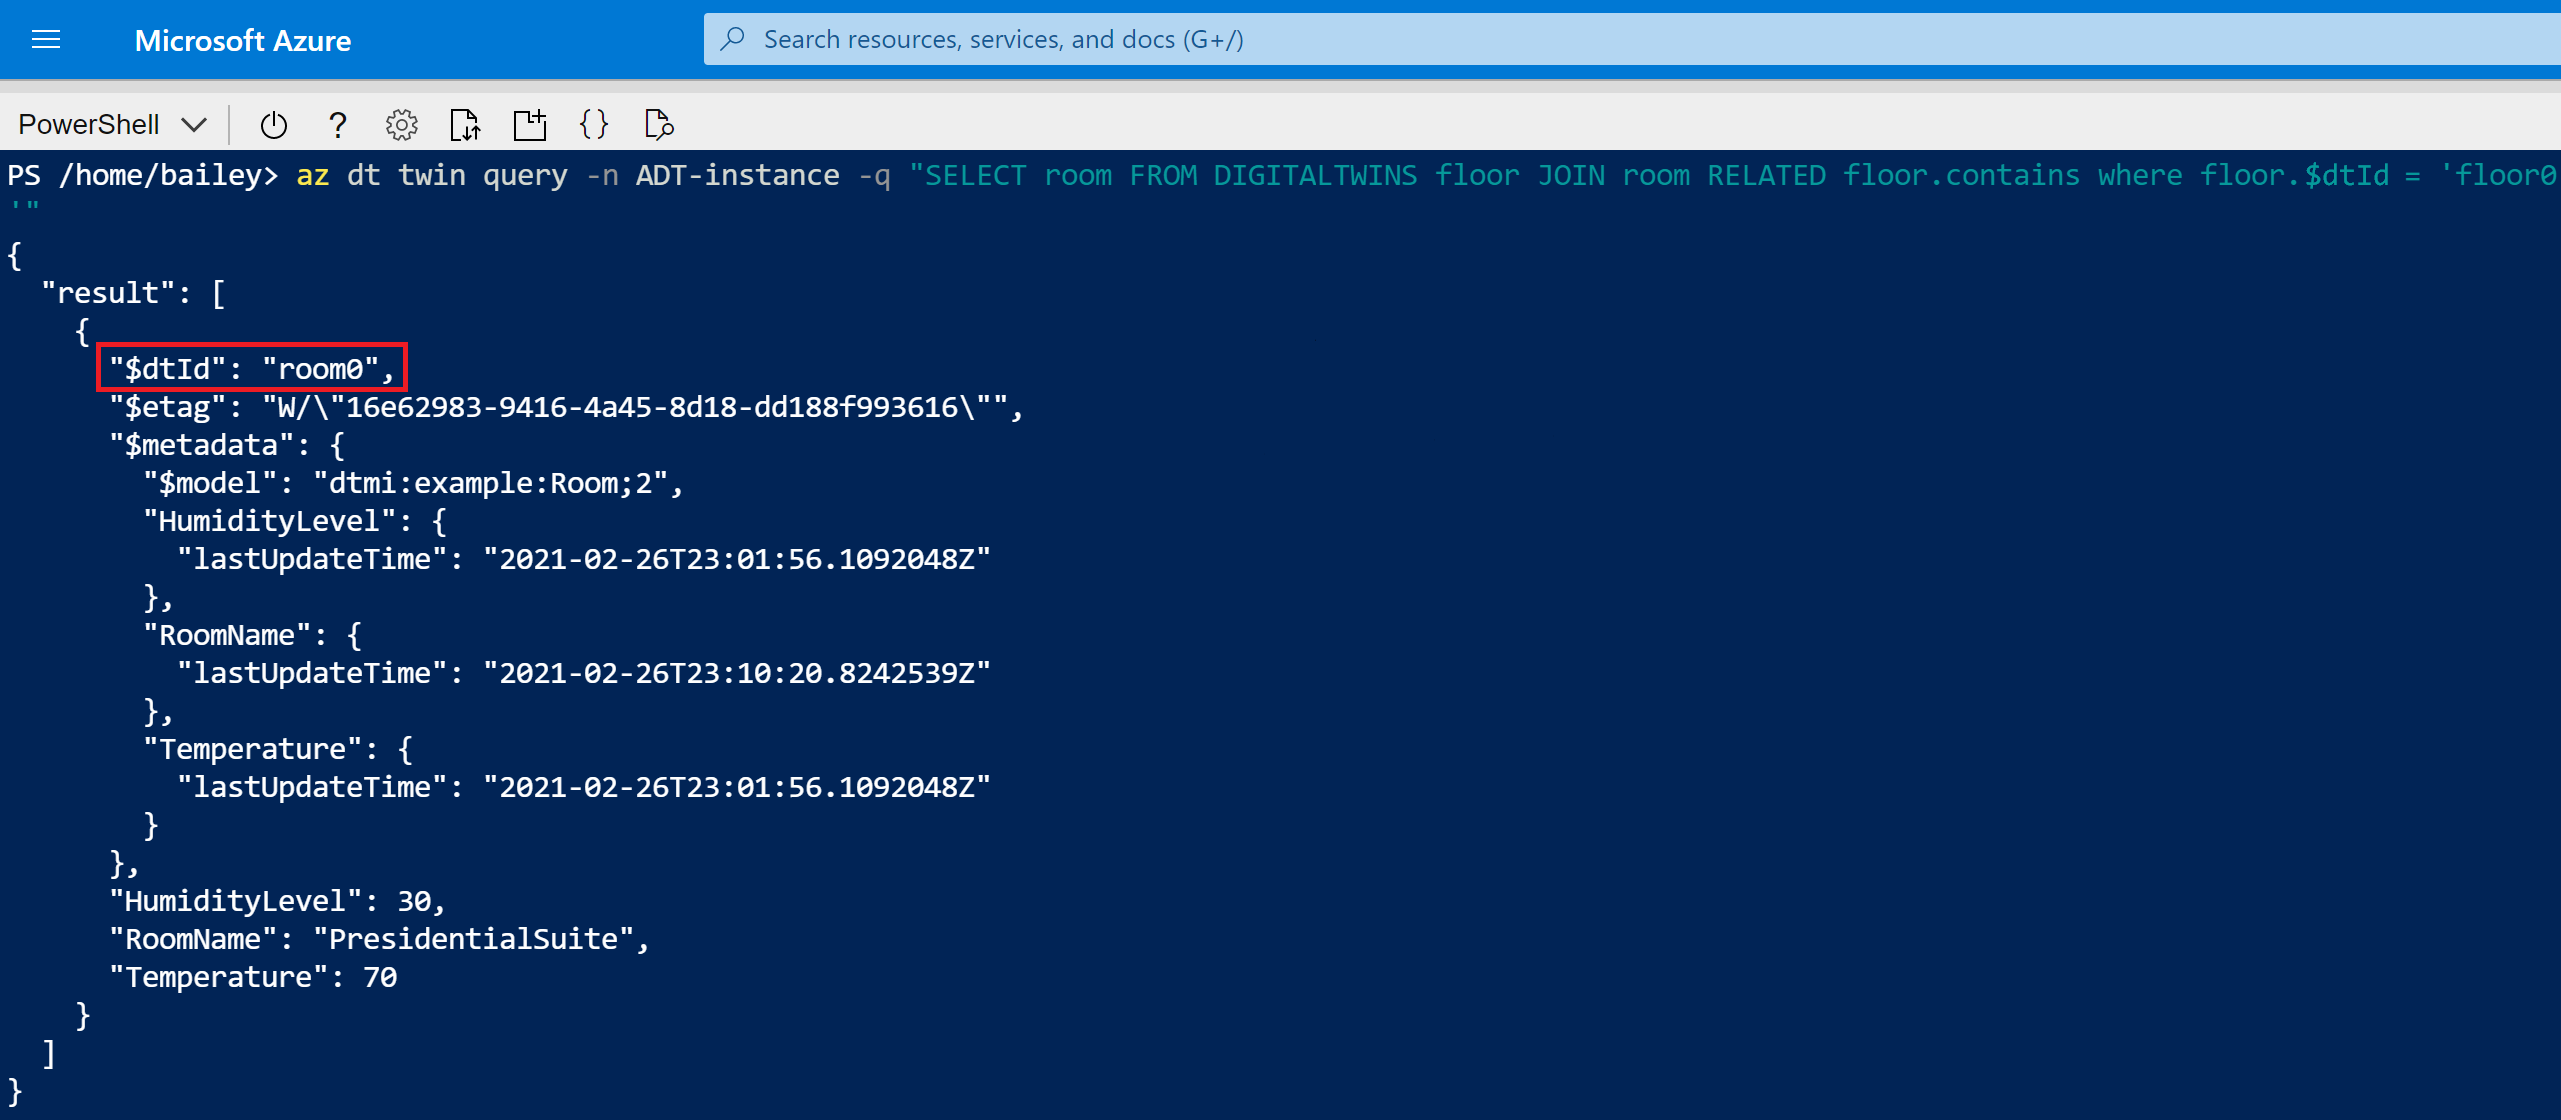 Microsoft Azure
Search resources, services, and docs (G+/)
PowerShell
PS /home/bailey> az dt twin query -n ADT-instance -q "SELECT room FROM DIGITALTWINS floor JOIN room RELATED floor.contains where floor.$dtId = 'floor0
'"
{
  "result": [
    {
      "$dtId": "room0",
      "$etag": "W/\"16e62983-9416-4a45-8d18-dd188f993616\"",
      "$metadata": {
        "$model": "dtmi:example:Room;2",
        "HumidityLevel": {
          "lastUpdateTime": "2021-02-26T23:01:56.1092048Z"
        },
        "RoomName": {
          "lastUpdateTime": "2021-02-26T23:10:20.8242539Z"
        },
        "Temperature": {
          "lastUpdateTime": "2021-02-26T23:01:56.1092048Z"
        }
      },
      "HumidityLevel": 30,
      "RoomName": "PresidentialSuite",
      "Temperature": 70
    }
  ]
}